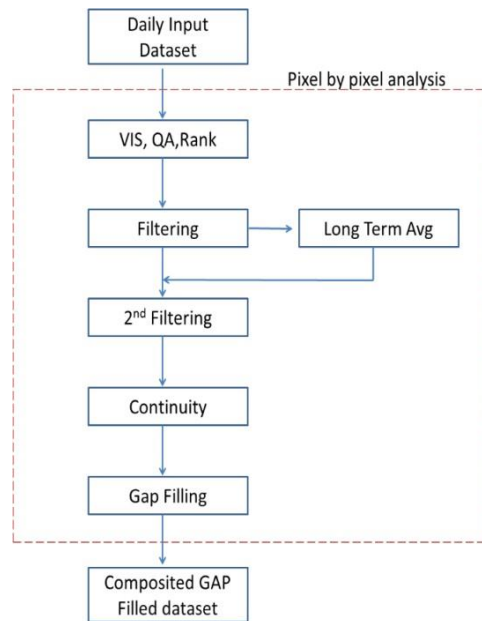 Daily Input
Dataset
Pixel by pixel analysis
VIS, QA,Rank
Filtering
Long Term Avg
2nd Filtering
Continuity
Gap Filling
Composited GAP
Filled dataset